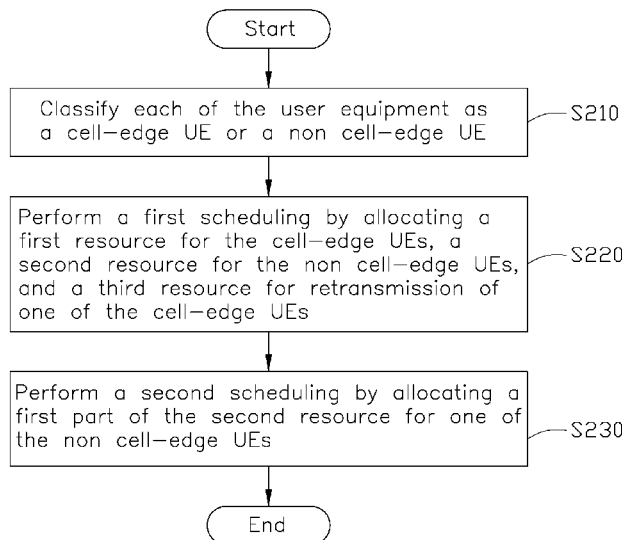 Start
Classify each of the user equipment as
a cell-edge UE or a non cell-edge UE
S210
Perform a first scheduling by allocating a
first resource for the cell-edge UEs, a
second resource for the non cell-edge UEs,
and a third resource for retransmission of
one of the cell-edge UEs
S220
Perform a second scheduling by allocating a
first part of the second resource for one of
the non cell-edge UEs
S230
End